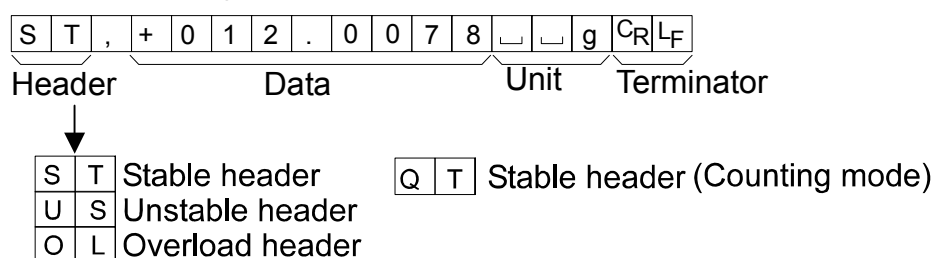 S T , + 0 1 2 . 0 0 7 8 ␣ ␣ g CR LF
Header Data Unit Terminator
S T Stable header Q T Stable header (Counting mode)
U S Unstable header
O L Overload header